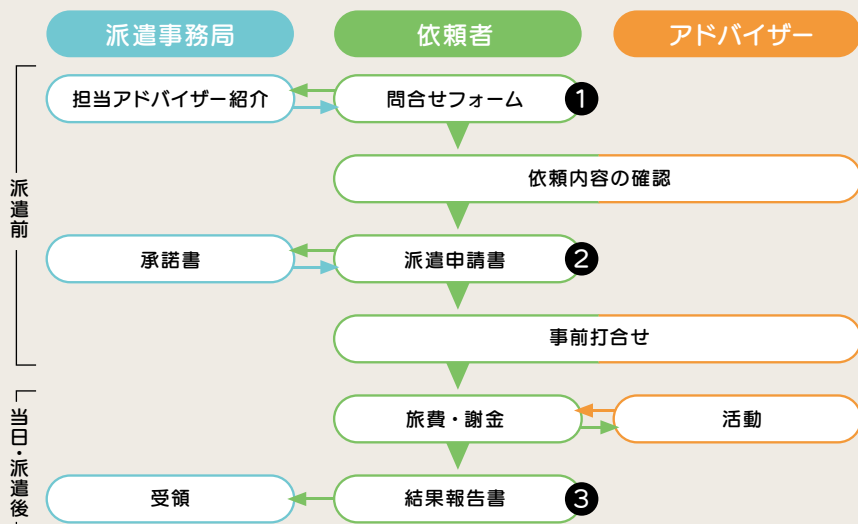 派遣事務局
依頼者
アドバイザー
派遣前
担当アドバイザー紹介
問合せフォーム
1
依頼内容の確認
承諾書
派遣申請書
2
事前打合せ
当日・派遣後
旅費・謝金
活動
受領
結果報告書
3